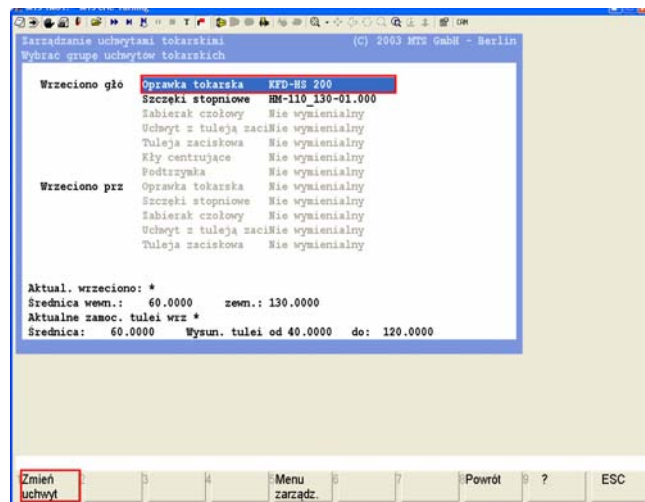 Zarządzanie uchwytami tokarskimi (C) 2003 MTS GmbH - Berlin
Wybrać grupę uchwytów tokarskich
Wrzeciono głó Oprawka tokarska KFD-HS 200
Szczęki stopniowe HM-110_130-01.000
Zabierak czołowy Nie wymienialny
Uchwyt z tuleją zaciNie wymienialny
Tuleja zaciskowa Nie wymienialny
Kły centrujące Nie wymienialny
Podtrzymka Nie wymienialny
Wrzeciono prz Oprawka tokarska Nie wymienialny
Szczęki stopniowe Nie wymienialny
Zabierak czołowy Nie wymienialny
Uchwyt z tuleją zaciNie wymienialny
Tuleja zaciskowa Nie wymienialny
Aktual. wrzeciono: *
Średnica wewn.: 60.0000 zewn.: 130.0000
Aktualne zamoc. tulei wrz *
Średnica: 60.0000 Wysun. tulei od 40.0000 do: 120.0000
1 Zmień uchwyt 2 3 4 5 Menu zarządz. 6 7 8 Powrót 9 ? ESC